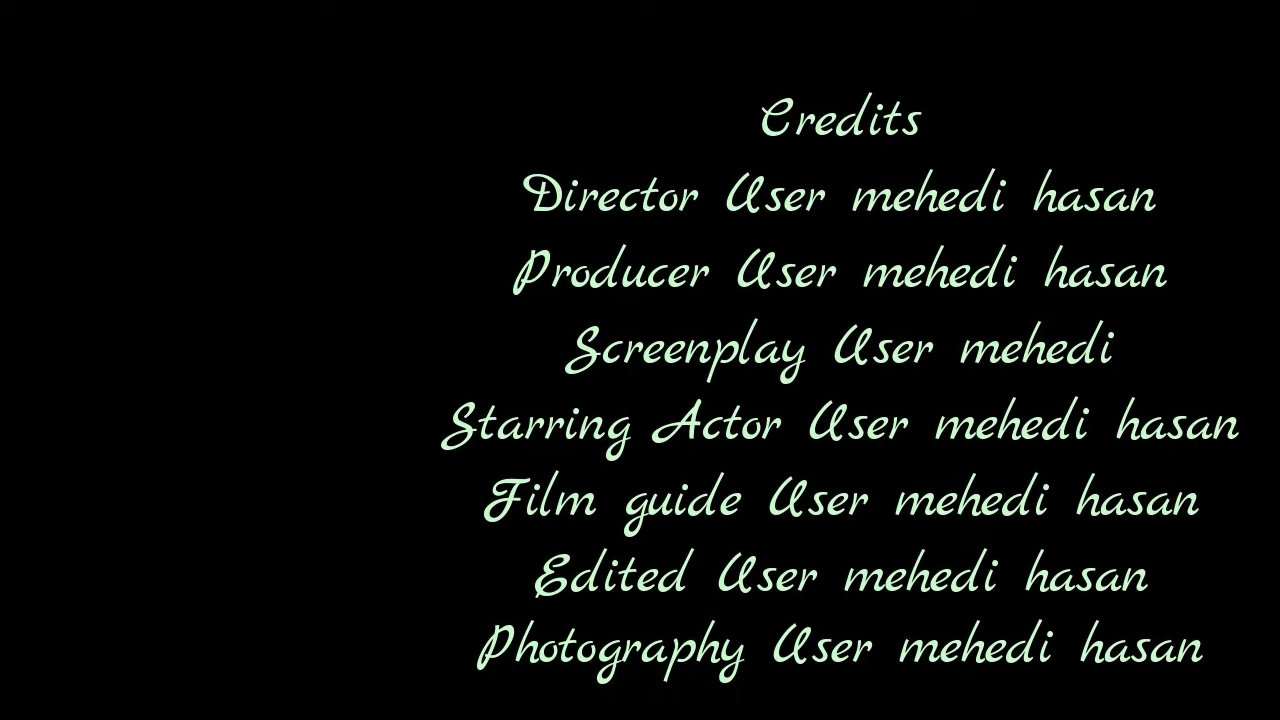 Credits
Director User mehedi hasan
Producer User mehedi hasan
Screenplay User mehedi
Starring Actor User mehedi hasan
Film guide User mehedi hasan
Edited User mehedi hasan
Photography User mehedi hasan